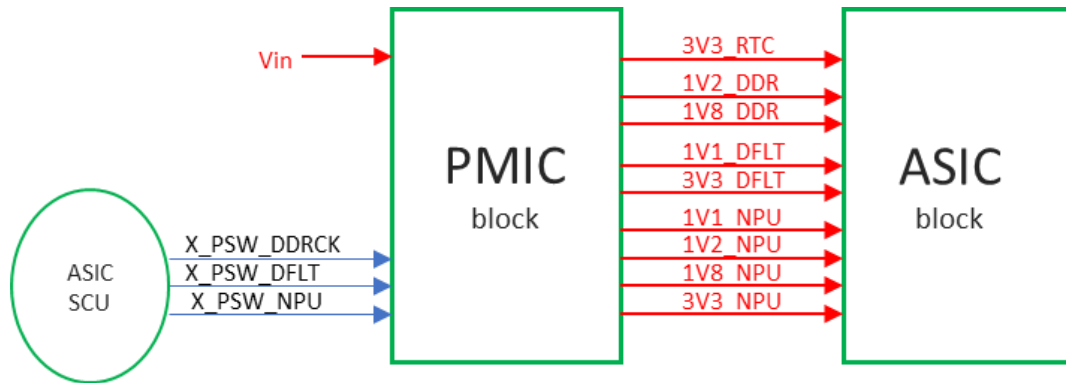 Vin
3V3_RTC
1V2_DDR
1V8_DDR
1V1_DFLT
3V3_DFLT
1V1_NPU
1V2_NPU
1V8_NPU
3V3_NPU
PMIC
block
ASIC
block
ASIC
SCU
X_PSW_DDRCK
X_PSW_DFLT
X_PSW_NPU